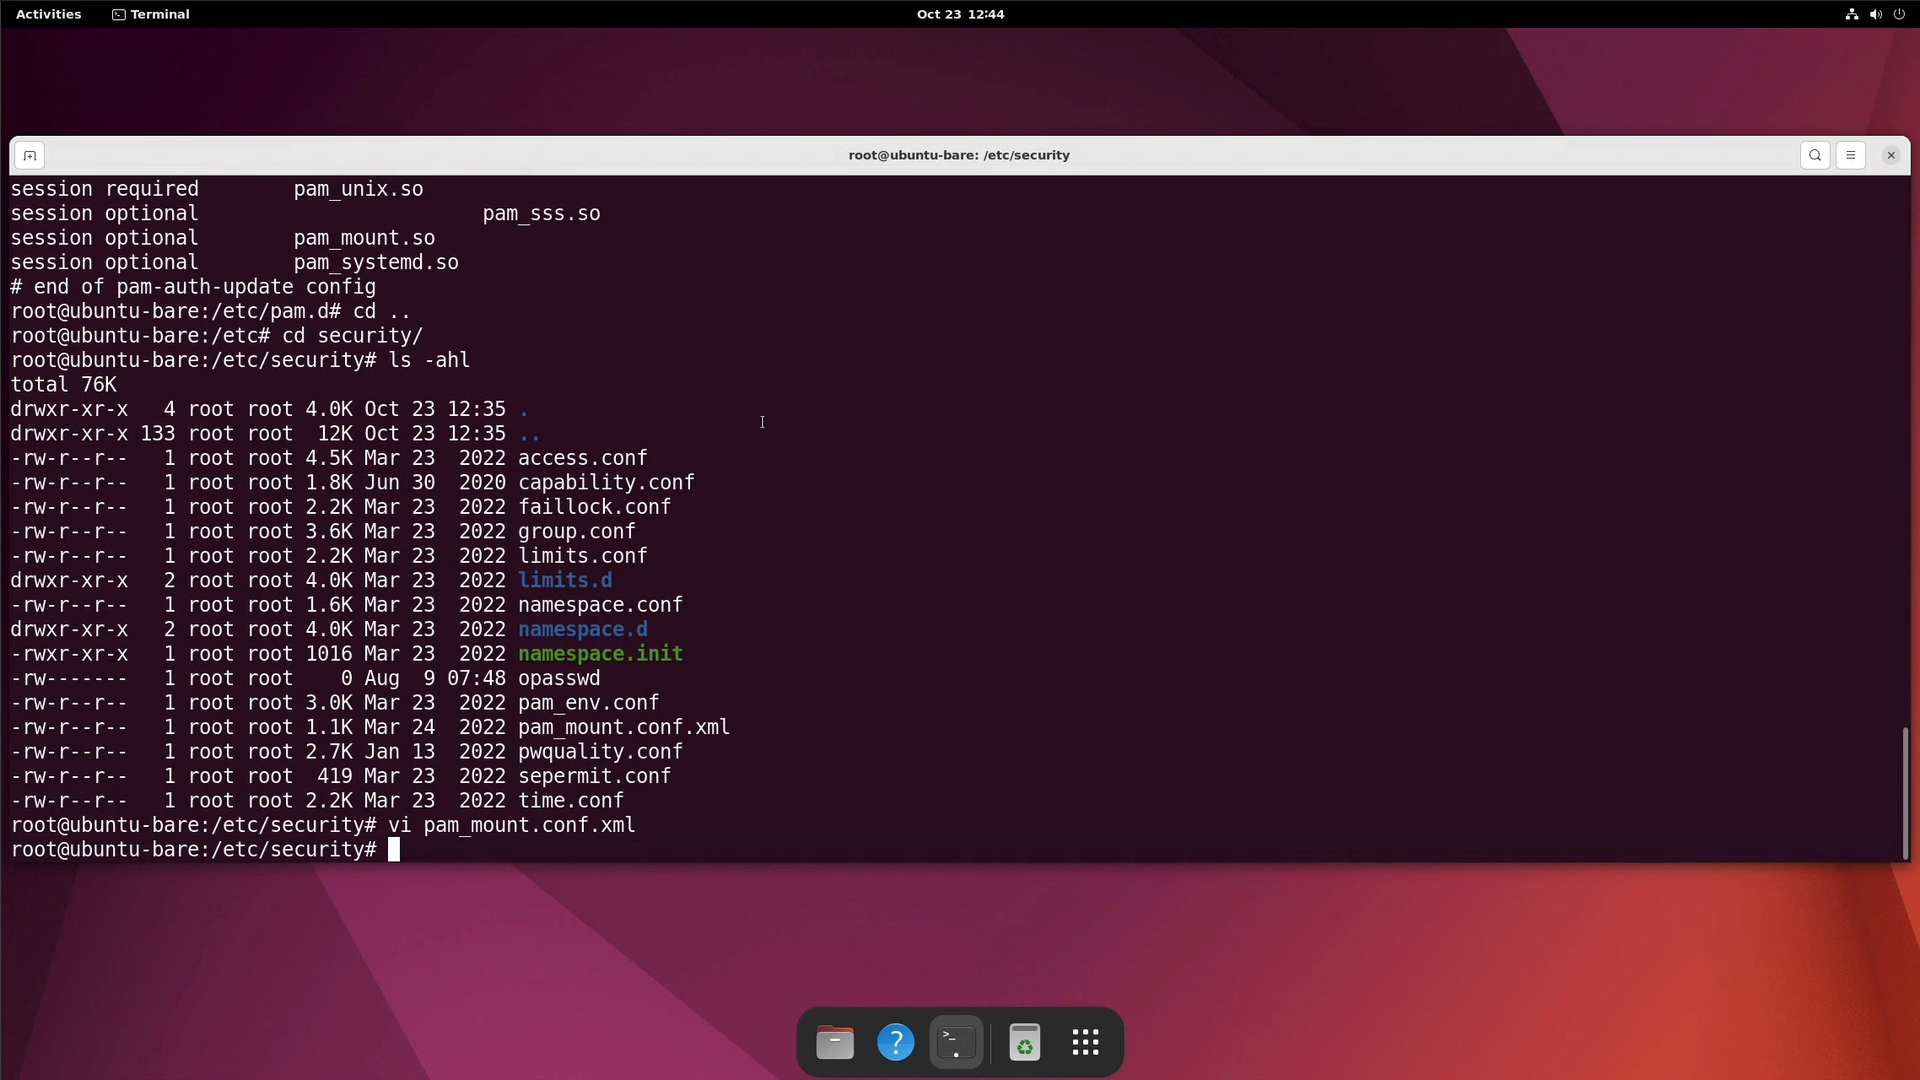 Activities Terminal Oct 23 12:44
root@ubuntu-bare: /etc/security
session required        pam_unix.so
session optional                        pam_sss.so
session optional        pam_mount.so
session optional        pam_systemd.so
# end of pam-auth-update config
root@ubuntu-bare:/etc/pam.d# cd ..
root@ubuntu-bare:/etc# cd security/
root@ubuntu-bare:/etc/security# ls -ahl
total 76K
drwxr-xr-x   4 root root 4.0K Oct 23 12:35 .
drwxr-xr-x 133 root root  12K Oct 23 12:35 ..
-rw-r--r--   1 root root 4.5K Mar 23  2022 access.conf
-rw-r--r--   1 root root 1.8K Jun 30  2020 capability.conf
-rw-r--r--   1 root root 2.2K Mar 23  2022 faillock.conf
-rw-r--r--   1 root root 3.6K Mar 23  2022 group.conf
-rw-r--r--   1 root root 2.2K Mar 23  2022 limits.conf
drwxr-xr-x   2 root root 4.0K Mar 23  2022 limits.d
-rw-r--r--   1 root root 1.6K Mar 23  2022 namespace.conf
drwxr-xr-x   2 root root 4.0K Mar 23  2022 namespace.d
-rwxr-xr-x   1 root root 1016 Mar 23  2022 namespace.init
-rw-------   1 root root    0 Aug  9 07:48 opasswd
-rw-r--r--   1 root root 3.0K Mar 23  2022 pam_env.conf
-rw-r--r--   1 root root 1.1K Mar 24  2022 pam_mount.conf.xml
-rw-r--r--   1 root root 2.7K Jan 13  2022 pwquality.conf
-rw-r--r--   1 root root  419 Mar 23  2022 sepermit.conf
-rw-r--r--   1 root root 2.2K Mar 23  2022 time.conf
root@ubuntu-bare:/etc/security# vi pam_mount.conf.xml
root@ubuntu-bare:/etc/security#